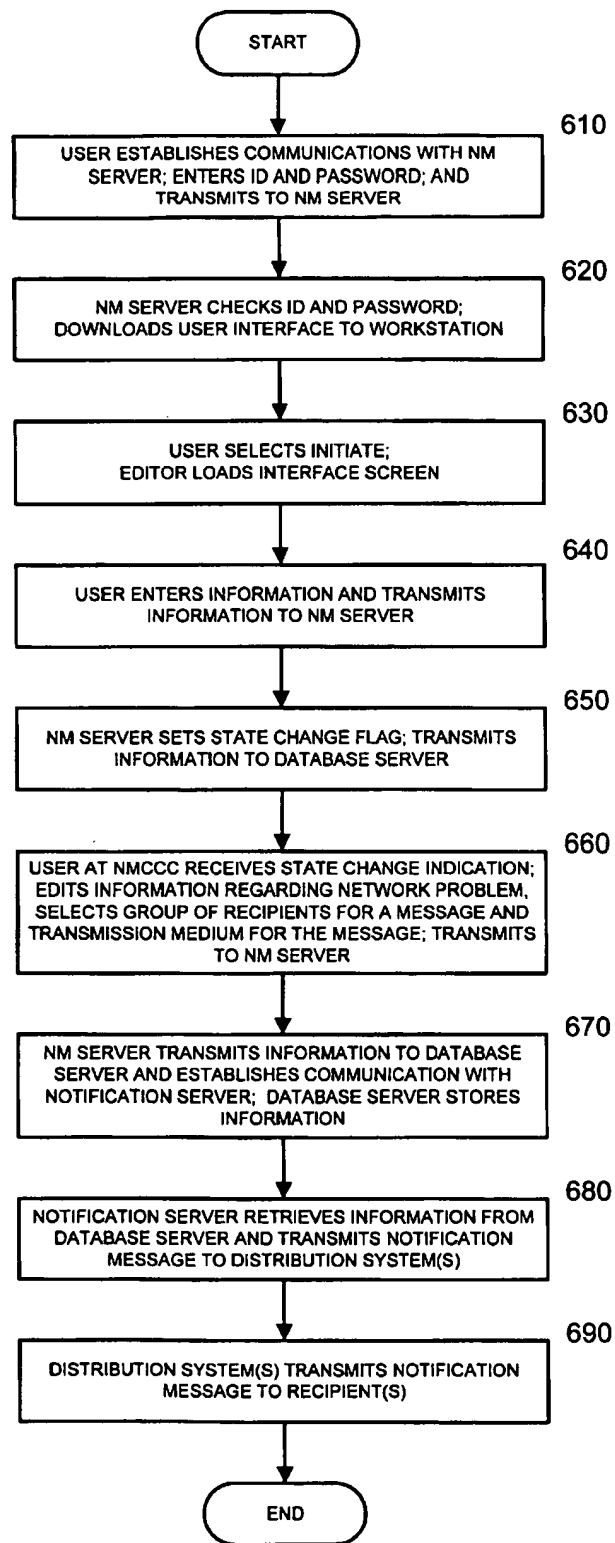 START
610
USER ESTABLISHES COMMUNICATIONS WITH NM
SERVER; ENTERS ID AND PASSWORD; AND
TRANSMITS TO NM SERVER
620
NM SERVER CHECKS ID AND PASSWORD;
DOWNLOADS USER INTERFACE TO WORKSTATION
630
USER SELECTS INITIATE;
EDITOR LOADS INTERFACE SCREEN
640
USER ENTERS INFORMATION AND TRANSMITS
INFORMATION TO NM SERVER
650
NM SERVER SETS STATE CHANGE FLAG; TRANSMITS
INFORMATION TO DATABASE SERVER
660
USER AT NMCCC RECEIVES STATE CHANGE INDICATION;
EDITS INFORMATION REGARDING NETWORK PROBLEM,
SELECTS GROUP OF RECIPIENTS FOR A MESSAGE AND
TRANSMISSION MEDIUM FOR THE MESSAGE; TRANSMITS
TO NM SERVER
670
NM SERVER TRANSMITS INFORMATION TO DATABASE
SERVER AND ESTABLISHES COMMUNICATION WITH
NOTIFICATION SERVER; DATABASE SERVER STORES
INFORMATION
680
NOTIFICATION SERVER RETRIEVES INFORMATION FROM
DATABASE SERVER AND TRANSMITS NOTIFICATION
MESSAGE TO DISTRIBUTION SYSTEM(S)
690
DISTRIBUTION SYSTEM(S) TRANSMITS NOTIFICATION
MESSAGE TO RECIPIENT(S)
END